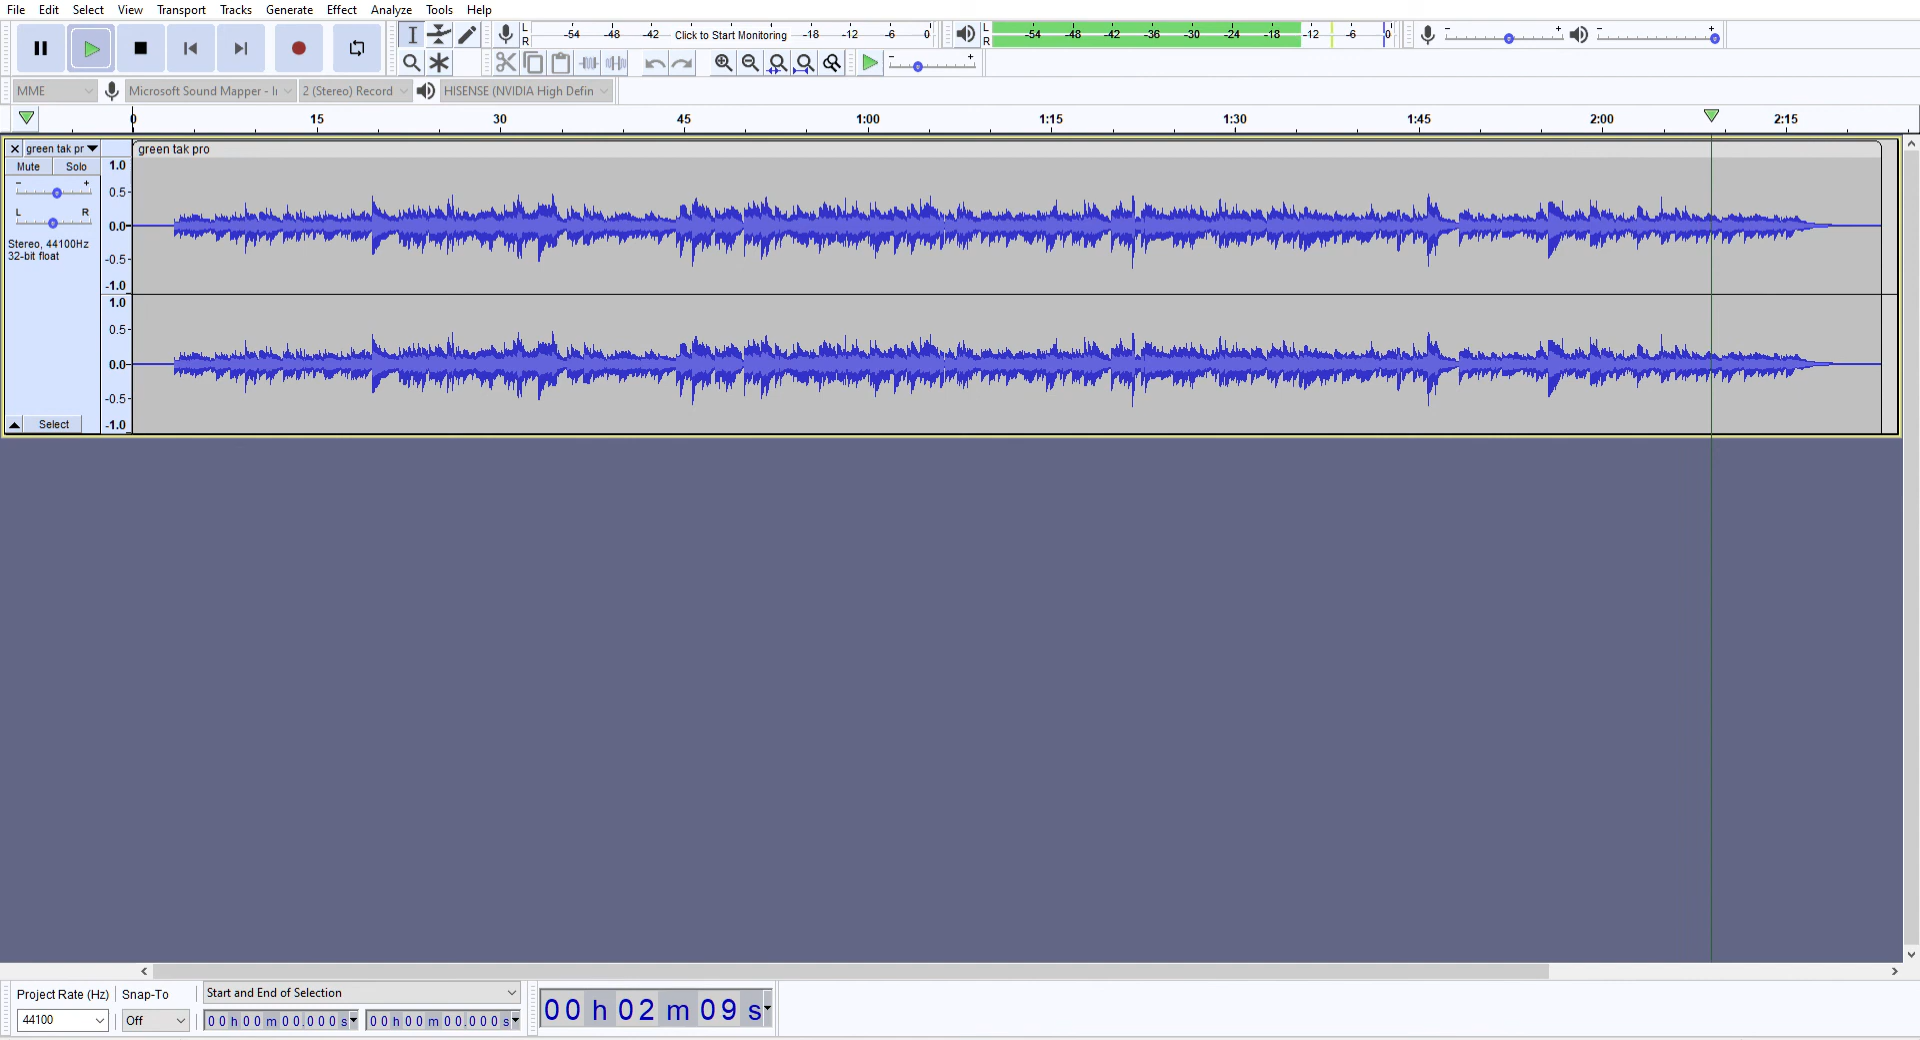 File Edit Select View Transport Tracks Generate Effect Analyze Tools Help
L -54 -48 -42 Click to Start Monitoring -18 -12 -6 0 L -54 -48 -42 -36 -30 -24 -18 -12 -6 0
R R
MME Microsoft Sound Mapper - I 2 (Stereo) Record HISENSE (NVIDIA High Defin
0 15 30 45 1:00 1:15 1:30 1:45 2:00 2:15
green tak pr green tak pro
Mute Solo 1.0
0.5
L R 0.0
Stereo, 44100Hz
32-bit float -0.5
-1.0
1.0
0.5
0.0
-0.5
Select -1.0
Project Rate (Hz) Snap-To Start and End of Selection
44100 Off 00 h 00 m 00.000 s 00 h 00 m 00.000 s 00 h 02 m 09 s